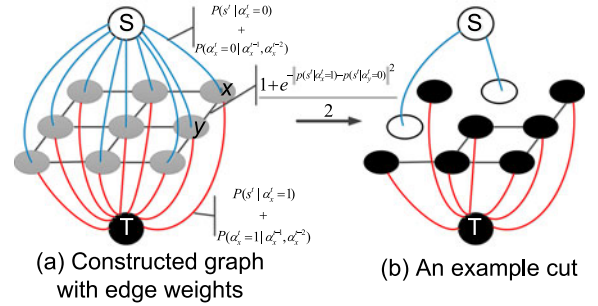 S
P(s^t | α_x^t = 0)
+
P(α_x^t = 0 | α_x^{t-1}, α_x^{t-2})
x
y
1 + e^{-‖p(s^t|α_x^t=1)-p(s^t|α_y^t=0)‖^2}
2
P(s^t | α_x^t = 1)
+
P(α_x^t = 1 | α_x^{t-1}, α_x^{t-2})
T
(a) Constructed graph
with edge weights
S
T
(b) An example cut